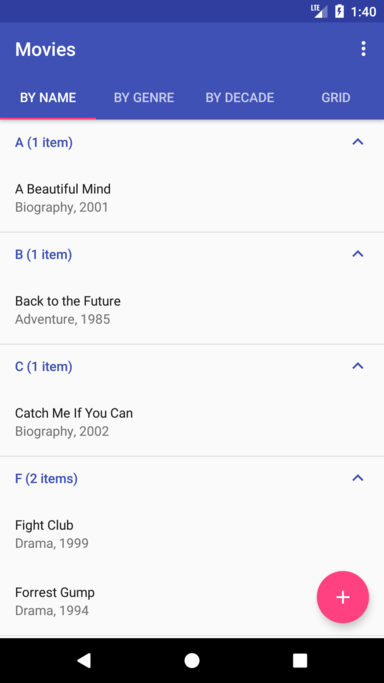 LTE 1:40
Movies
BY NAME BY GENRE BY DECADE GRID
A (1 item)
A Beautiful Mind
Biography, 2001
B (1 item)
Back to the Future
Adventure, 1985
C (1 item)
Catch Me If You Can
Biography, 2002
F (2 items)
Fight Club
Drama, 1999
Forrest Gump
Drama, 1994